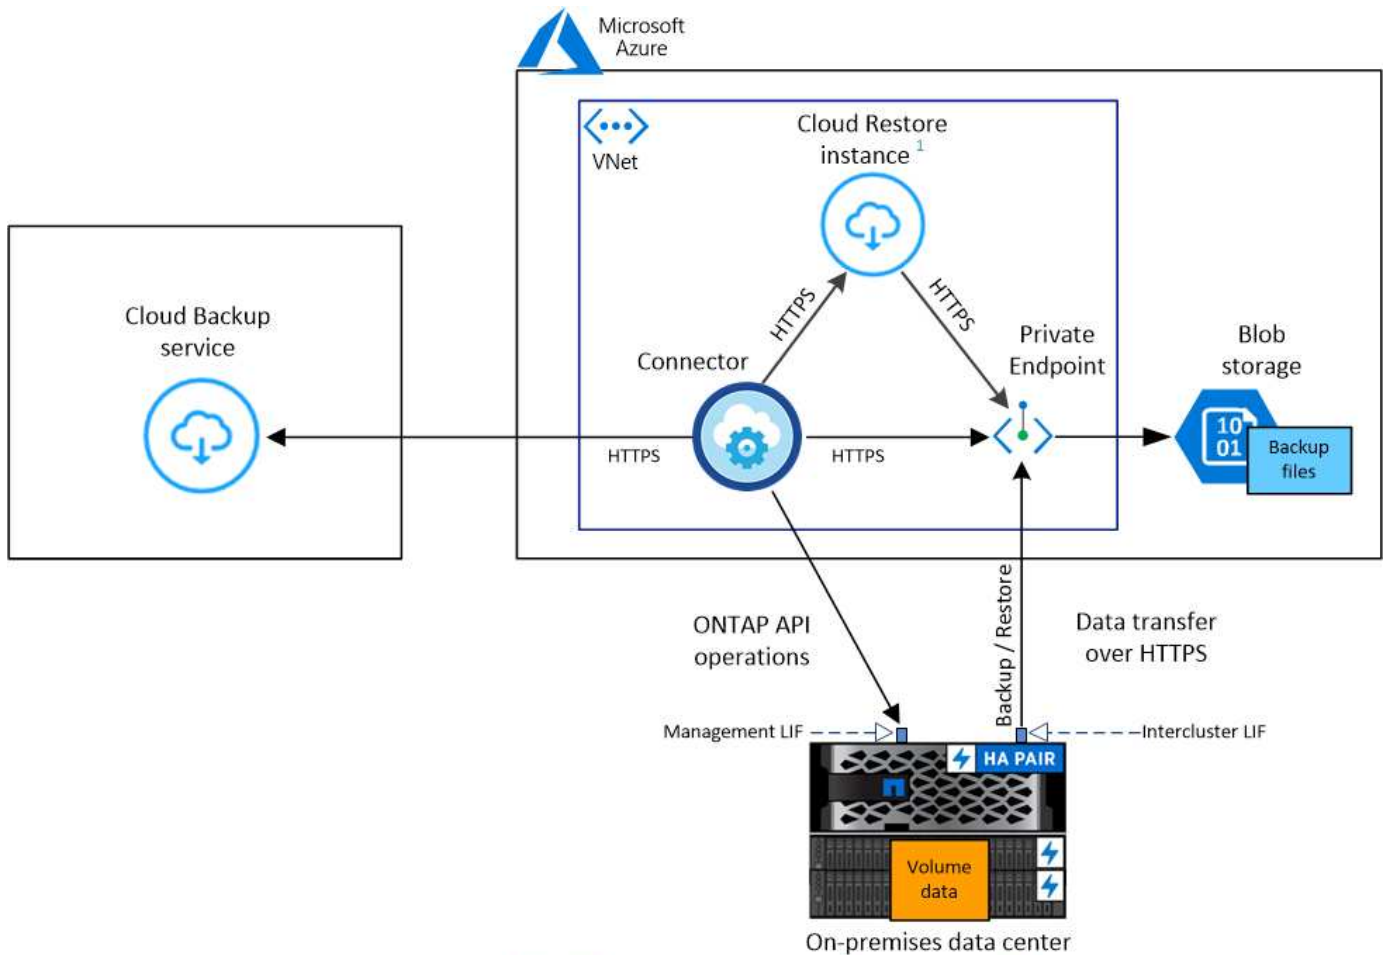 Microsoft
Azure
VNet
Cloud Restore
instance 1
HTTPS
HTTPS
Cloud Backup
service
Connector
Private
Endpoint
Blob
storage
10
01
Backup
files
HTTPS
HTTPS
ONTAP API
operations
Backup / Restore
Data transfer
over HTTPS
Management LIF
Intercluster LIF
HA PAIR
Volume
data
On-premises data center